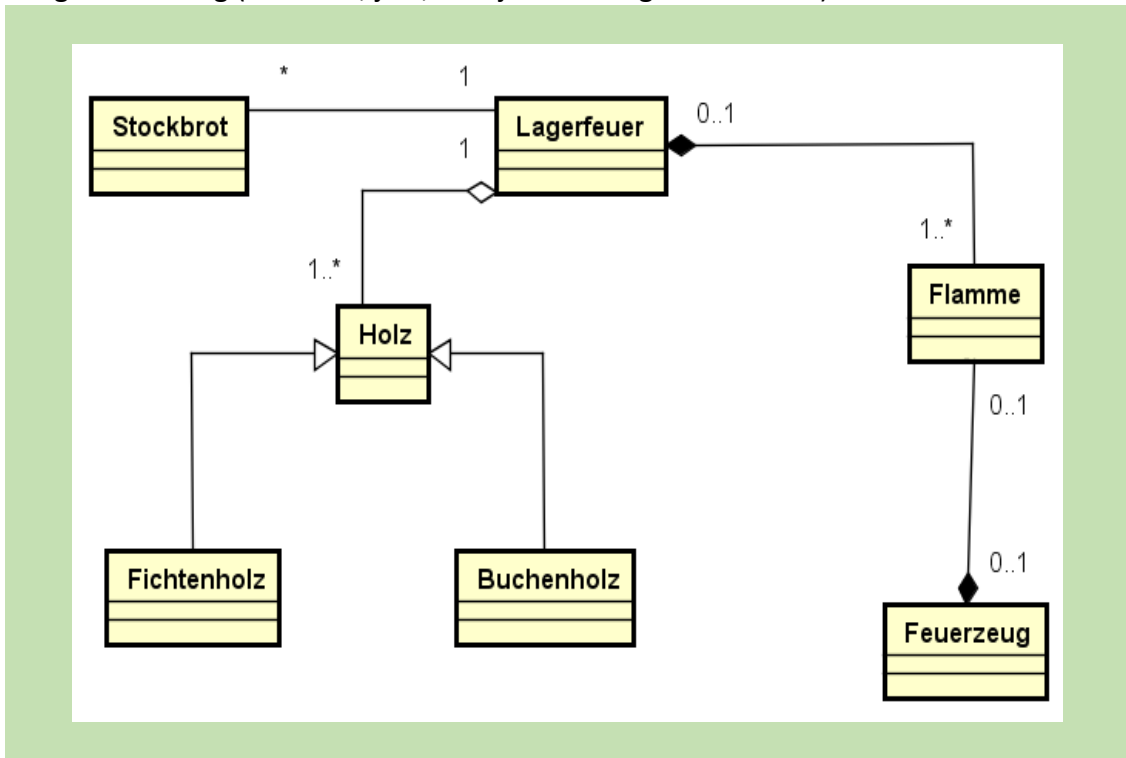 * 1
Stockbrot
Lagerfeuer
0..1
1
1..*
1..*
Flamme
Holz
0..1
0..1
Fichtenholz
Buchenholz
Feuerzeug